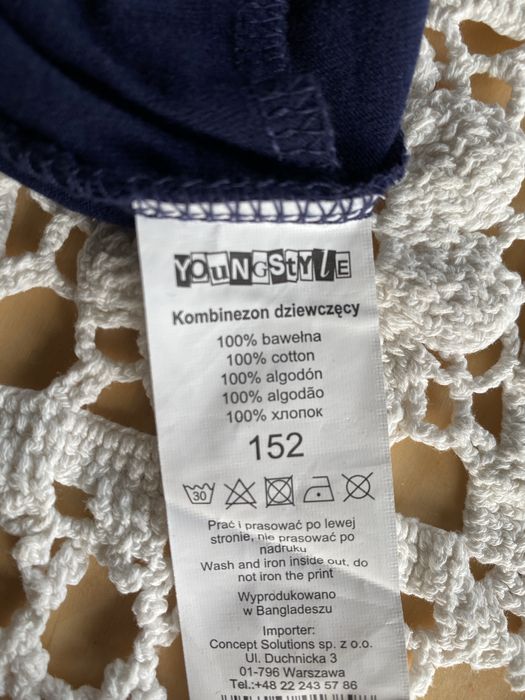 YOUNGSTYLE
Kombinezon dziewczęcy
100% bawełna
100% cotton
100% algodón
100% algodão
100% хлопок
152
30
Prać i prasować po lewej
stronie, nie prasować po
nadruku
Wash and iron inside out, do
not iron the print
Wyprodukowano
w Bangladeszu
Importer:
Concept Solutions sp. z o.o.
Ul. Duchnicka 3
01-796 Warszawa
Tel.:+48 22 243 57 86